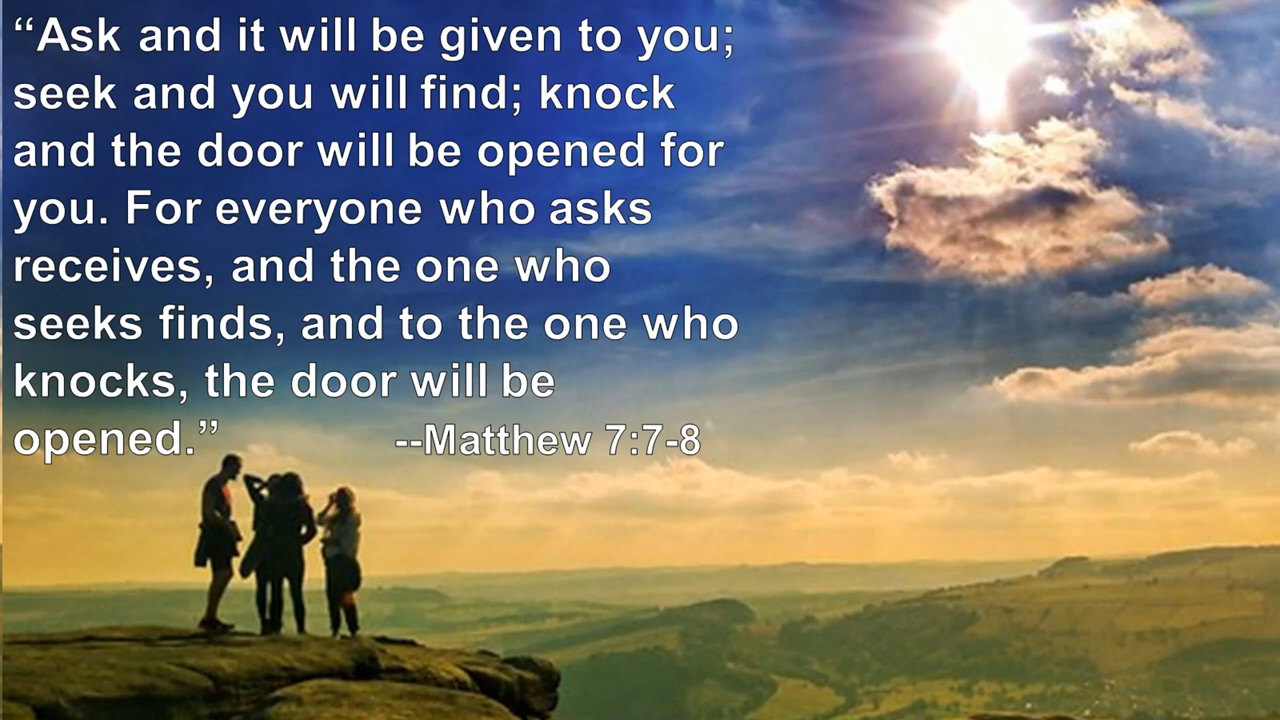 “Ask and it will be given to you;
seek and you will find; knock
and the door will be opened for
you. For everyone who asks
receives, and the one who
seeks finds, and to the one who
knocks, the door will be
opened.” --Matthew 7:7-8